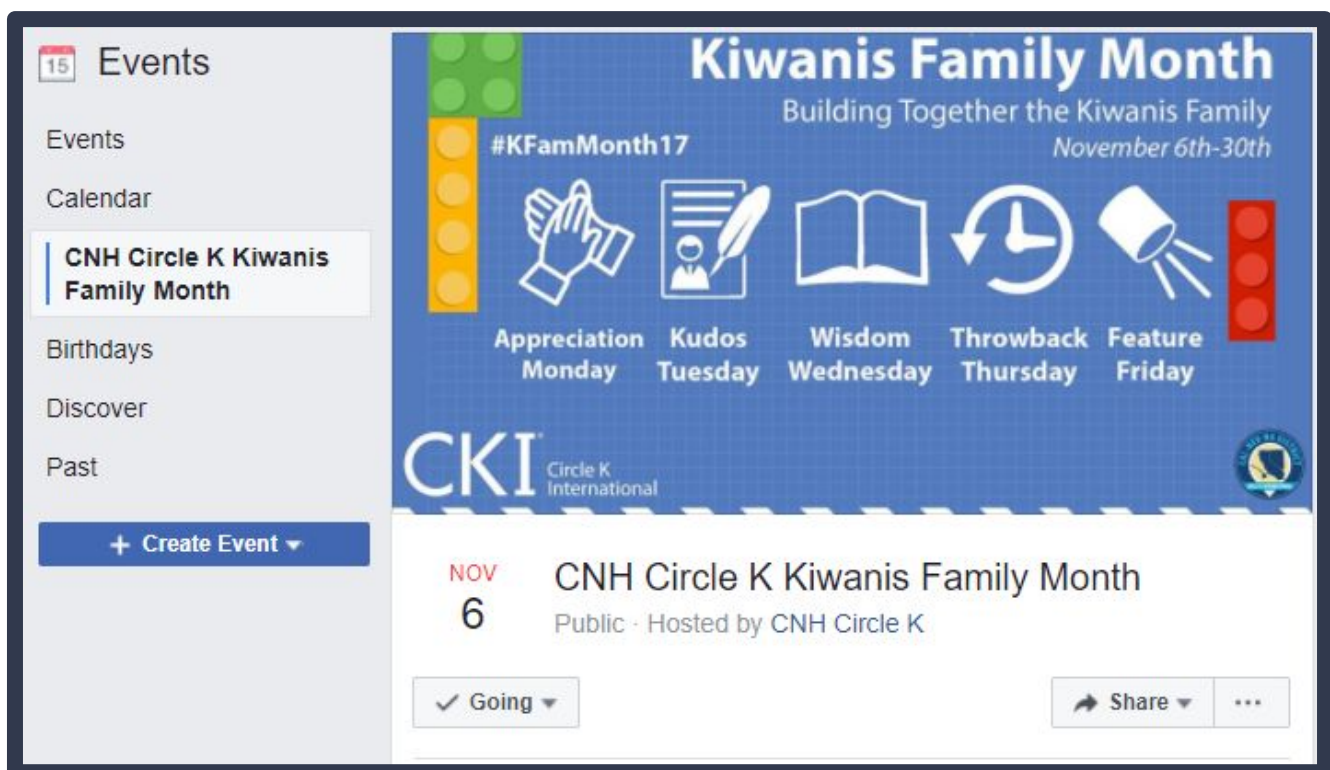 15 Events
Events
Calendar
CNH Circle K Kiwanis
Family Month
Birthdays
Discover
Past
+ Create Event
Kiwanis Family Month
Building Together the Kiwanis Family
#KFamMonth17
November 6th-30th
Appreciation
Monday
Kudos
Tuesday
Wisdom
Wednesday
Throwback
Thursday
Feature
Friday
CKI
Circle K
International
NOV
6
CNH Circle K Kiwanis Family Month
Public · Hosted by CNH Circle K
Going
Share